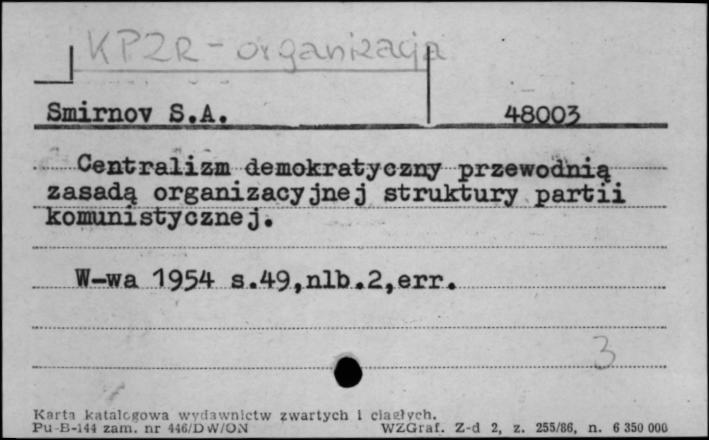 KPZR - organizacja
Smirnov S.A. 48003
Centralizm demokratyczny przewodnią
zasadą organizacyjnej struktury partii
komunistycznej.
W-wa 1954 s.49,nlb.2,err.
3
Karta katalogowa wydawnictw zwartych i ciągłych.
Pu-B-144 zam. nr 446/DW/ON WZGraf. Z-d 2, z. 255/86, n. 6 350 000